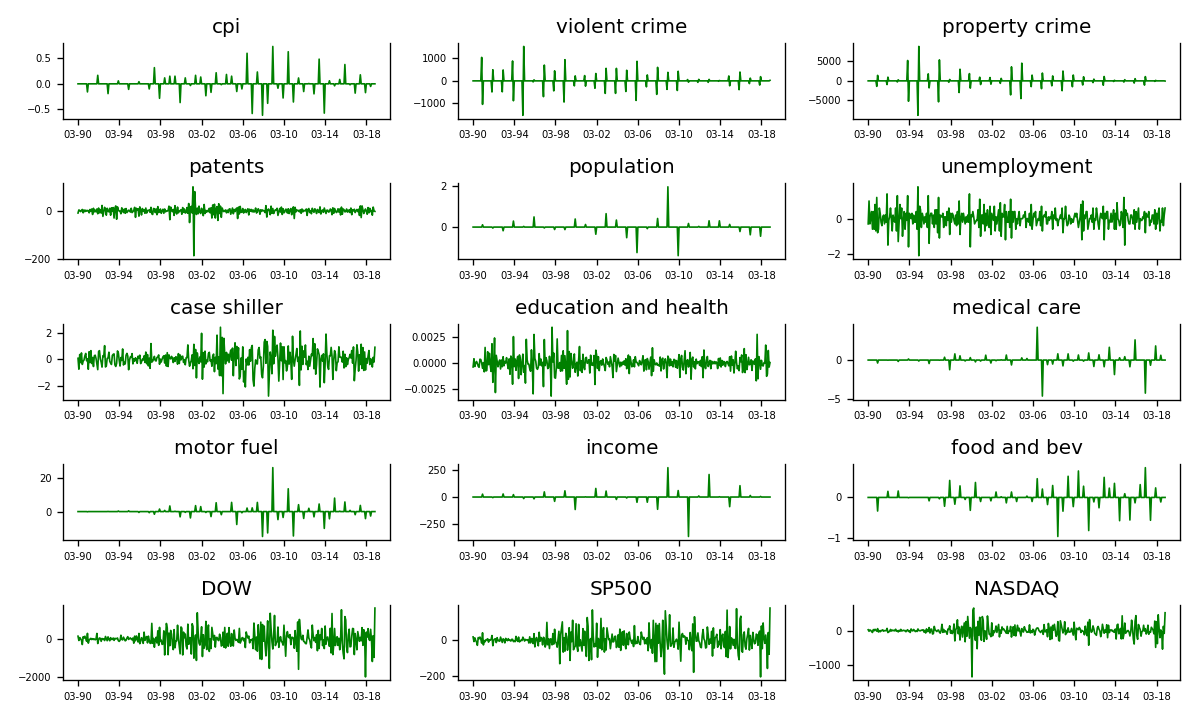 cpi
0.5
0.0
−0.5
03-90 03-94 03-98 03-02 03-06 03-10 03-14 03-18
violent crime
1000
0
−1000
03-90 03-94 03-98 03-02 03-06 03-10 03-14 03-18
property crime
5000
0
−5000
03-90 03-94 03-98 03-02 03-06 03-10 03-14 03-18
patents
0
−200
03-90 03-94 03-98 03-02 03-06 03-10 03-14 03-18
population
2
0
03-90 03-94 03-98 03-02 03-06 03-10 03-14 03-18
unemployment
0
−2
03-90 03-94 03-98 03-02 03-06 03-10 03-14 03-18
case shiller
2
0
−2
03-90 03-94 03-98 03-02 03-06 03-10 03-14 03-18
education and health
0.0025
0.0000
−0.0025
03-90 03-94 03-98 03-02 03-06 03-10 03-14 03-18
medical care
0
−5
03-90 03-94 03-98 03-02 03-06 03-10 03-14 03-18
motor fuel
20
0
03-90 03-94 03-98 03-02 03-06 03-10 03-14 03-18
income
250
0
−250
03-90 03-94 03-98 03-02 03-06 03-10 03-14 03-18
food and bev
0
−1
03-90 03-94 03-98 03-02 03-06 03-10 03-14 03-18
DOW
0
−2000
03-90 03-94 03-98 03-02 03-06 03-10 03-14 03-18
SP500
0
−200
03-90 03-94 03-98 03-02 03-06 03-10 03-14 03-18
NASDAQ
0
−1000
03-90 03-94 03-98 03-02 03-06 03-10 03-14 03-18